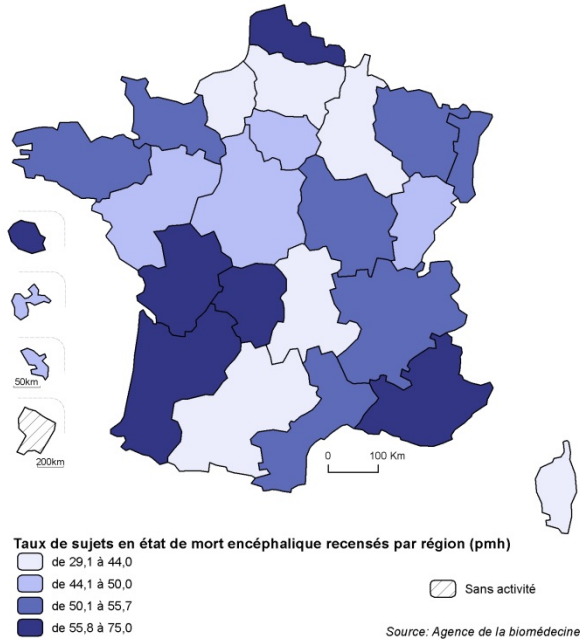 50km
200km
0 100 Km
Taux de sujets en état de mort encéphalique recensés par région (pmh)
de 29,1 à 44,0
de 44,1 à 50,0
de 50,1 à 55,7
de 55,8 à 75,0
Sans activité
Source: Agence de la biomédecine